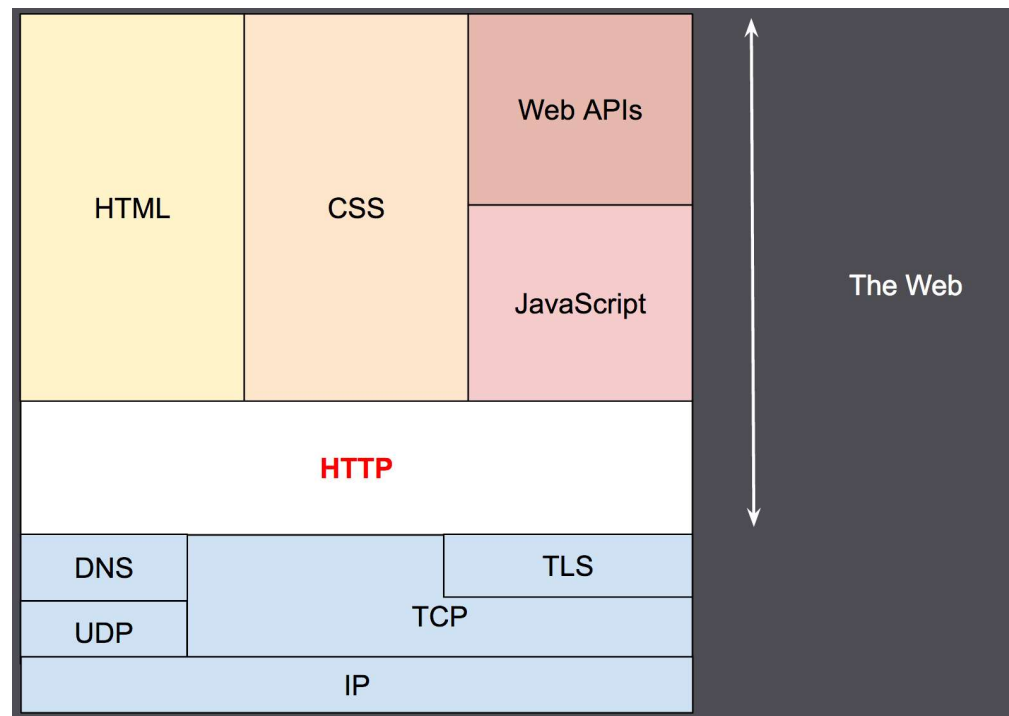 Web APIs
HTML
CSS
JavaScript
The Web
HTTP
DNS
TLS
TCP
UDP
IP